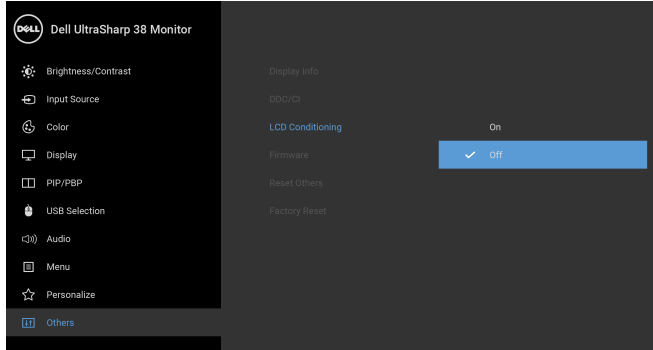 DELL Dell UltraSharp 38 Monitor
Brightness/Contrast
Display Info
Input Source
DDC/CI
Color
LCD Conditioning
On
Display
Firmware
Off
PIP/PBP
Reset Others
USB Selection
Factory Reset
Audio
Menu
Personalize
Others